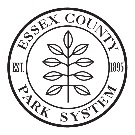 ESSEX COUNTY
EST. 1895
PARK SYSTEM